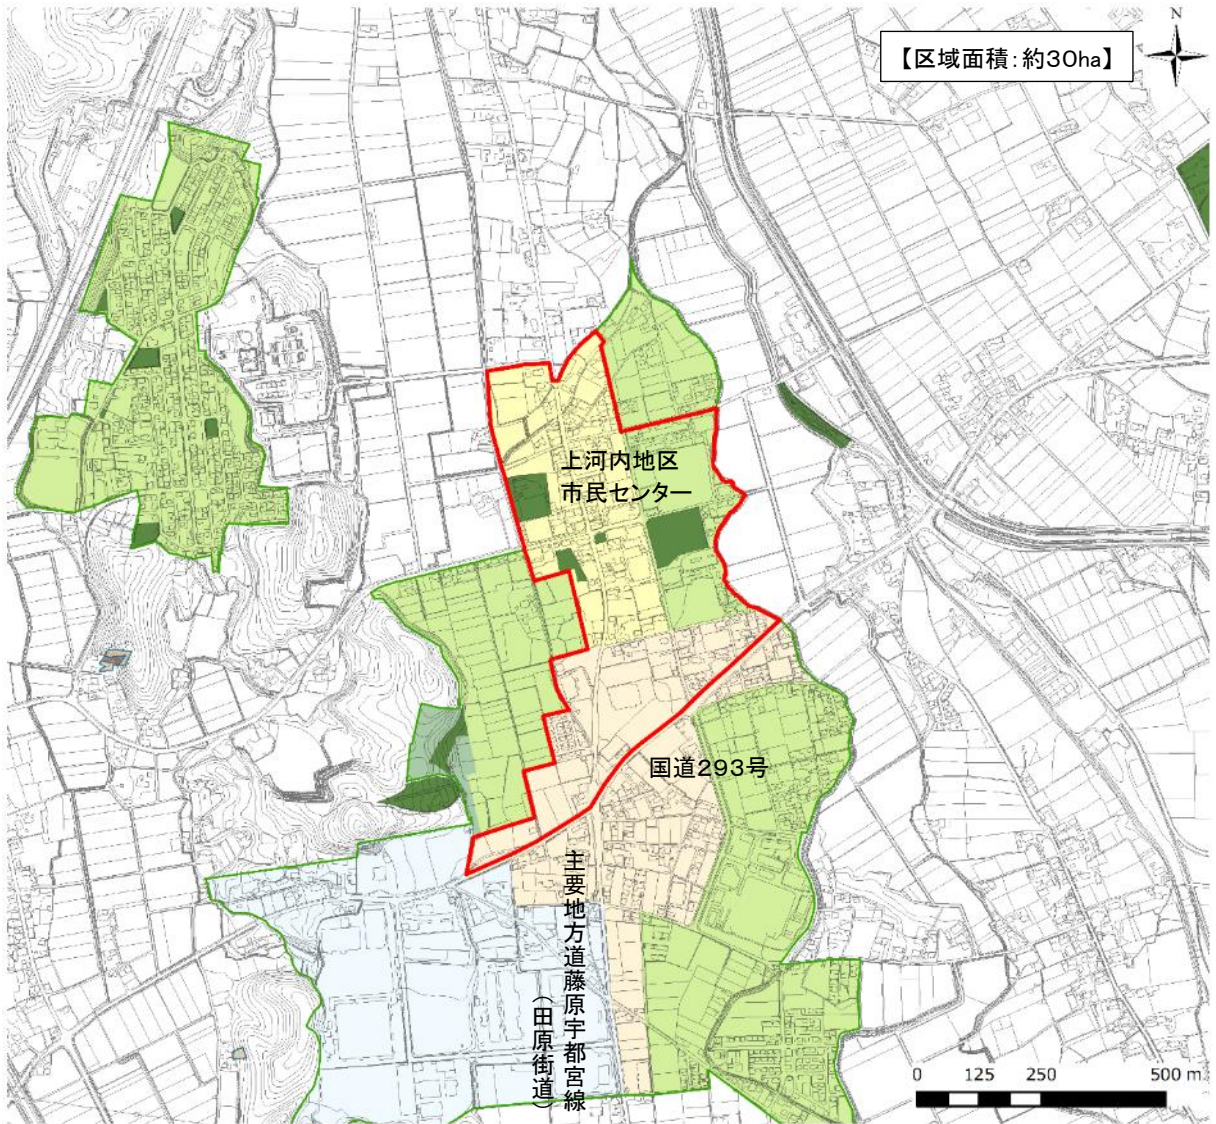 N
【区域面積:約30ha】
上河内地区
市民センター
国道293号
主要地方道藤原宇都宮線
(田原街道)
0 125 250 500 m